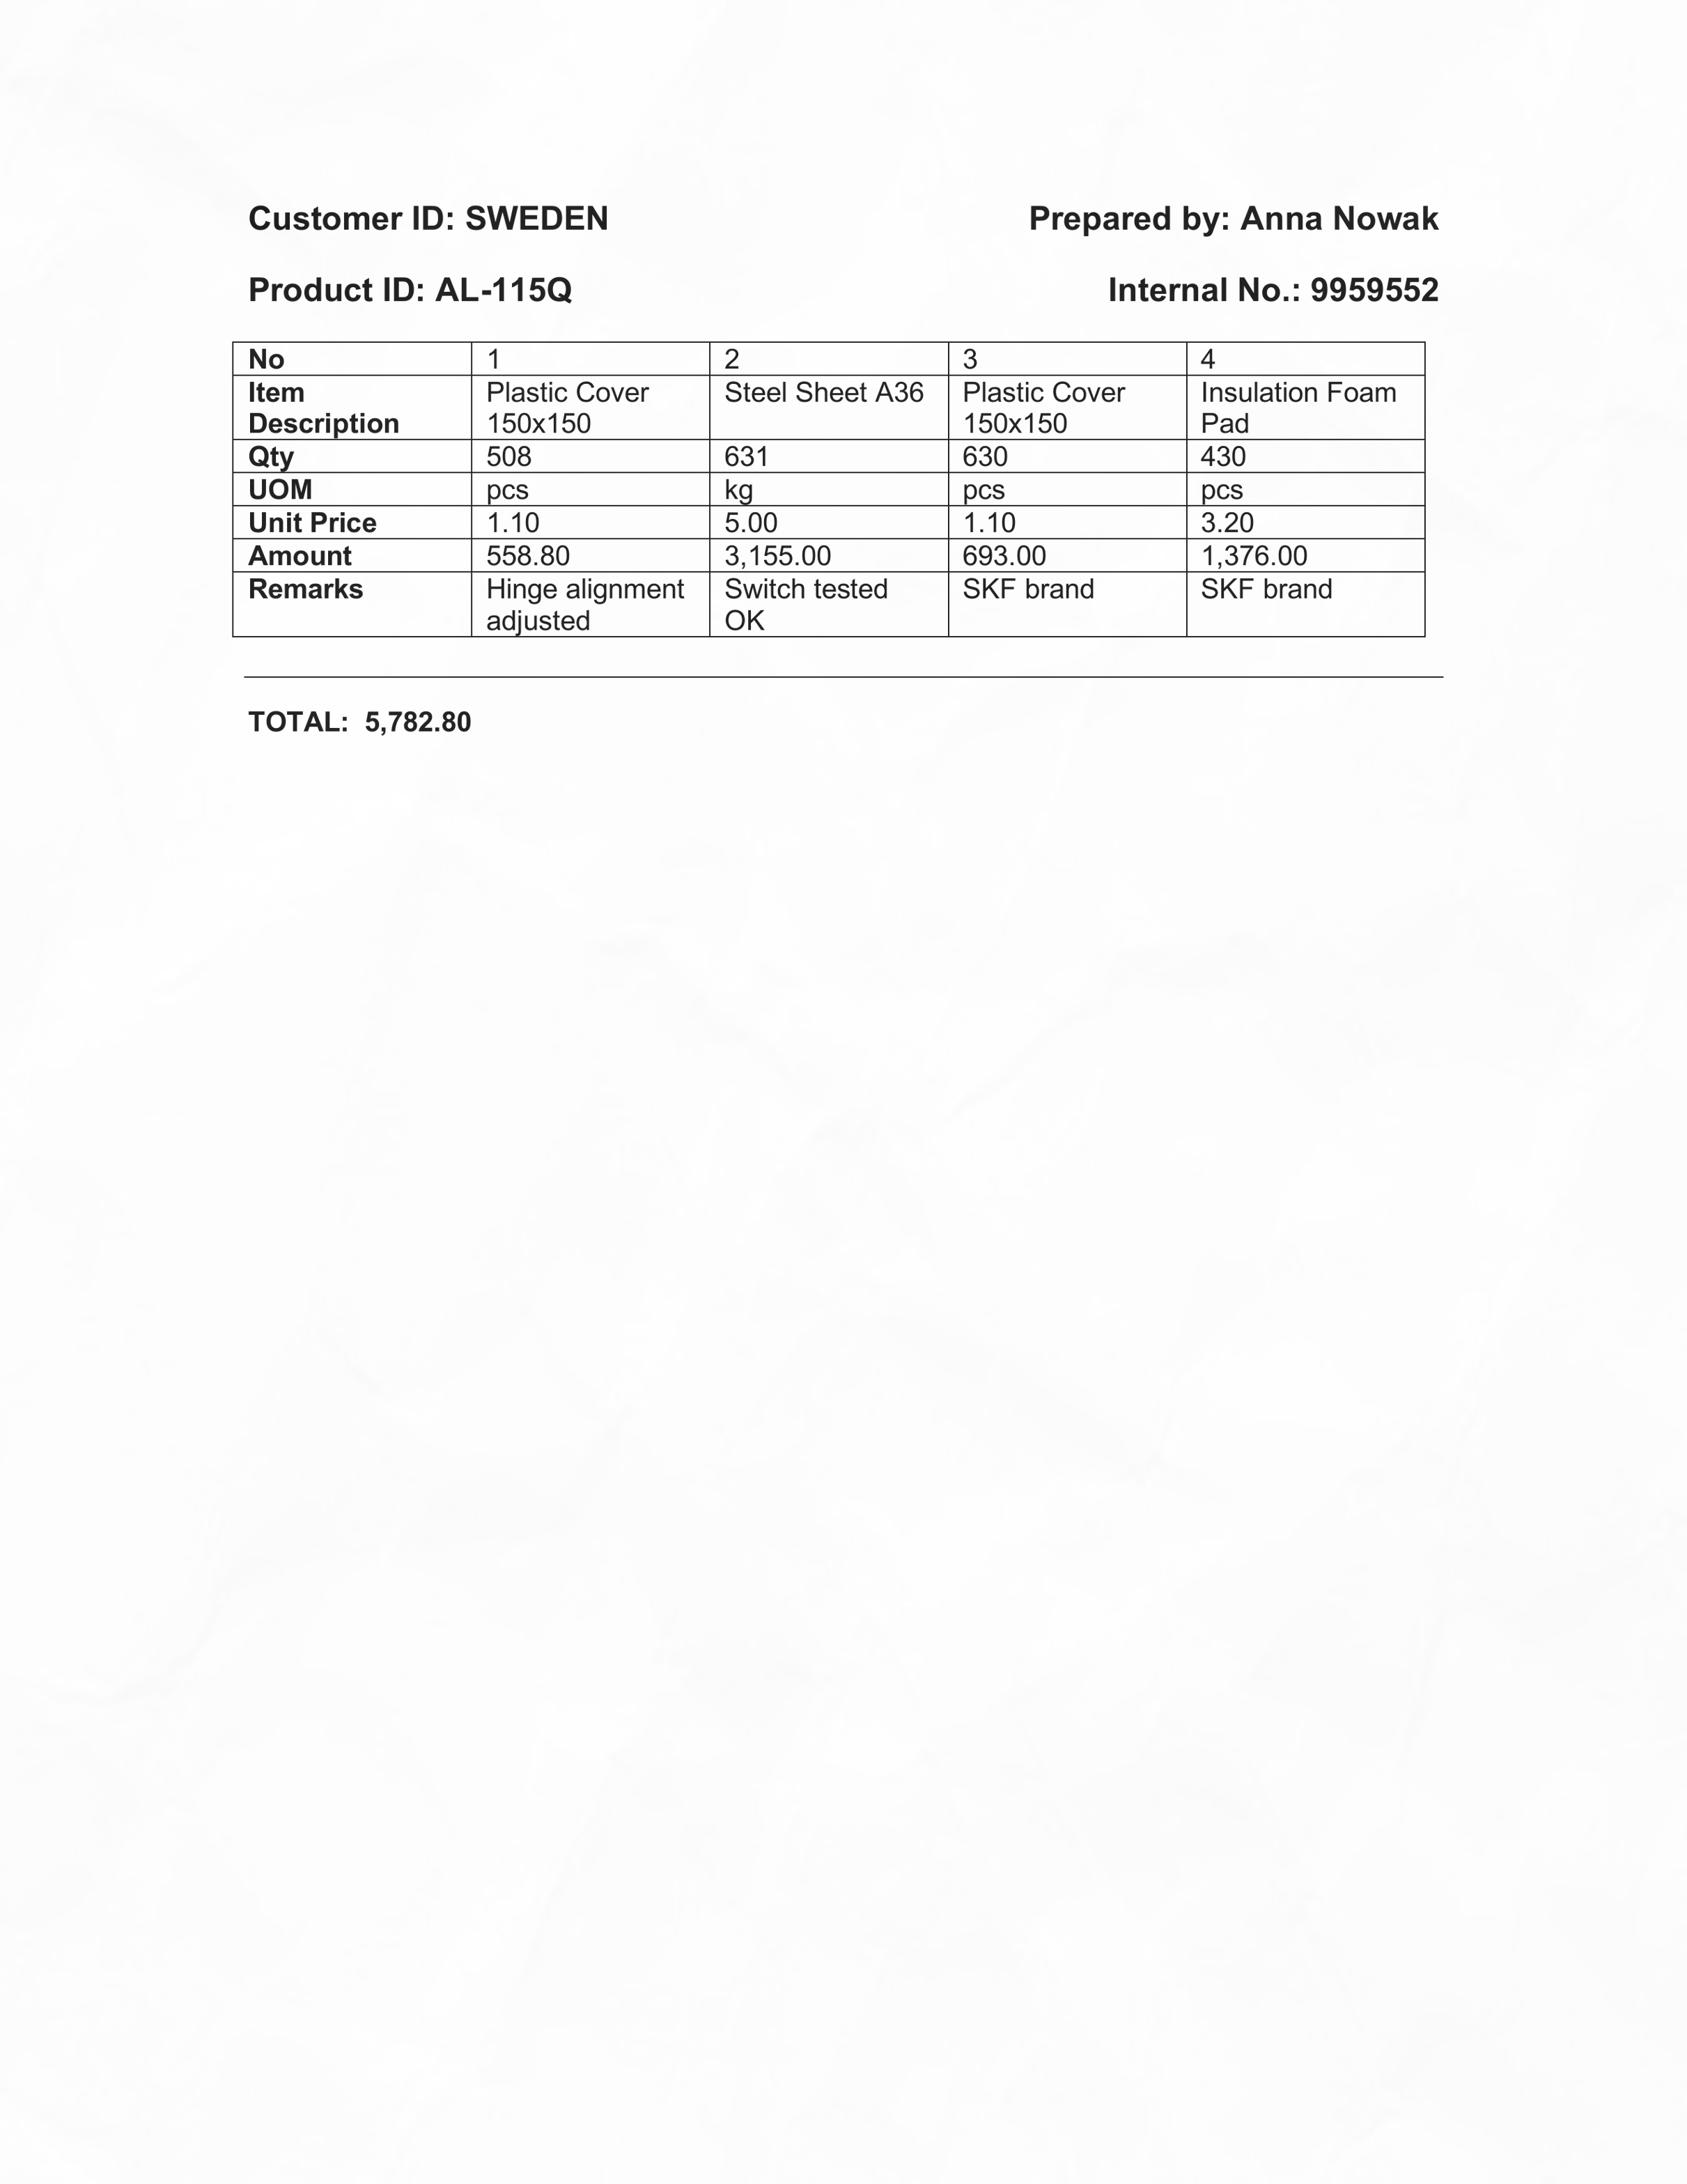 Customer ID: SWEDEN Prepared by: Anna Nowak
Product ID: AL-115Q Internal No.: 9959552
No 1 2 3 4
Item Plastic Cover Steel Sheet A36 Plastic Cover Insulation Foam
Description 150x150 150x150 Pad
Qty 508 631 630 430
UOM pcs kg pcs pcs
Unit Price 1.10 5.00 1.10 3.20
Amount 558.80 3,155.00 693.00 1,376.00
Remarks Hinge alignment Switch tested SKF brand SKF brand
adjusted OK
TOTAL: 5,782.80